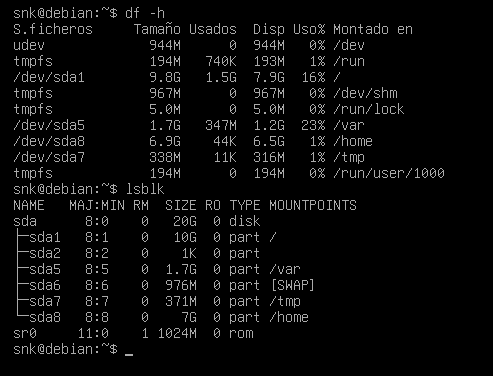 snk@debian:~$ df -h
S.ficheros     Tamaño Usados  Disp Uso% Montado en
udev             944M      0  944M   0% /dev
tmpfs            194M   740K  193M   1% /run
/dev/sda1        9.8G   1.5G  7.9G  16% /
tmpfs            967M      0  967M   0% /dev/shm
tmpfs            5.0M      0  5.0M   0% /run/lock
/dev/sda5        1.7G   347M  1.2G  23% /var
/dev/sda8        6.9G    44K  6.5G   1% /home
/dev/sda7        338M    11K  316M   1% /tmp
tmpfs            194M      0  194M   0% /run/user/1000
snk@debian:~$ lsblk
NAME   MAJ:MIN RM  SIZE RO TYPE MOUNTPOINTS
sda      8:0    0   20G  0 disk
├─sda1   8:1    0   10G  0 part /
├─sda2   8:2    0    1K  0 part
├─sda5   8:5    0  1.7G  0 part /var
├─sda6   8:6    0  976M  0 part [SWAP]
├─sda7   8:7    0  371M  0 part /tmp
└─sda8   8:8    0    7G  0 part /home
sr0     11:0    1 1024M  0 rom
snk@debian:~$ _